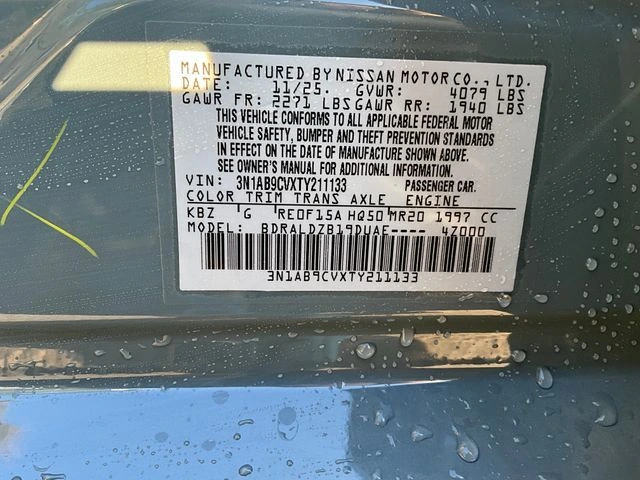 MANUFACTURED BY NISSAN MOTOR CO., LTD.
DATE: 11/25. GVWR: 4079 LBS
GAWR FR: 2271 LBS GAWR RR: 1940 LBS
THIS VEHICLE CONFORMS TO ALL APPLICABLE FEDERAL MOTOR
VEHICLE SAFETY, BUMPER AND THEFT PREVENTION STANDARDS
IN EFFECT ON THE DATE OF MANUFACTURE SHOWN ABOVE.
SEE OWNER'S MANUAL FOR ADDITIONAL INFORMATION.
VIN: 3N1AB9CVXTY211133 PASSENGER CAR.
COLOR TRIM TRANS AXLE ENGINE
KBZ G RE0F15A HQ50 MR20 1997 CC
MODEL: BDRALDZB19DUAE---- 4Z000
3N1AB9CVXTY211133